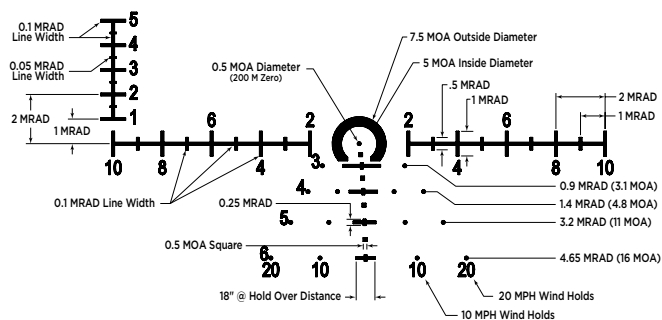 0.1 MRAD
Line Width
5
4
0.05 MRAD
Line Width
3
2
2 MRAD
1
1 MRAD
10
8
6
4
2
0.5 MOA Diameter
(200 M Zero)
7.5 MOA Outside Diameter
5 MOA Inside Diameter
.5 MRAD
1 MRAD
2 MRAD
1 MRAD
2
4
6
8
10
0.1 MRAD Line Width
3
0.9 MRAD (3.1 MOA)
4
1.4 MRAD (4.8 MOA)
0.25 MRAD
5
3.2 MRAD (11 MOA)
0.5 MOA Square
6
4.65 MRAD (16 MOA)
20
10
10
20
18" @ Hold Over Distance
20 MPH Wind Holds
10 MPH Wind Holds